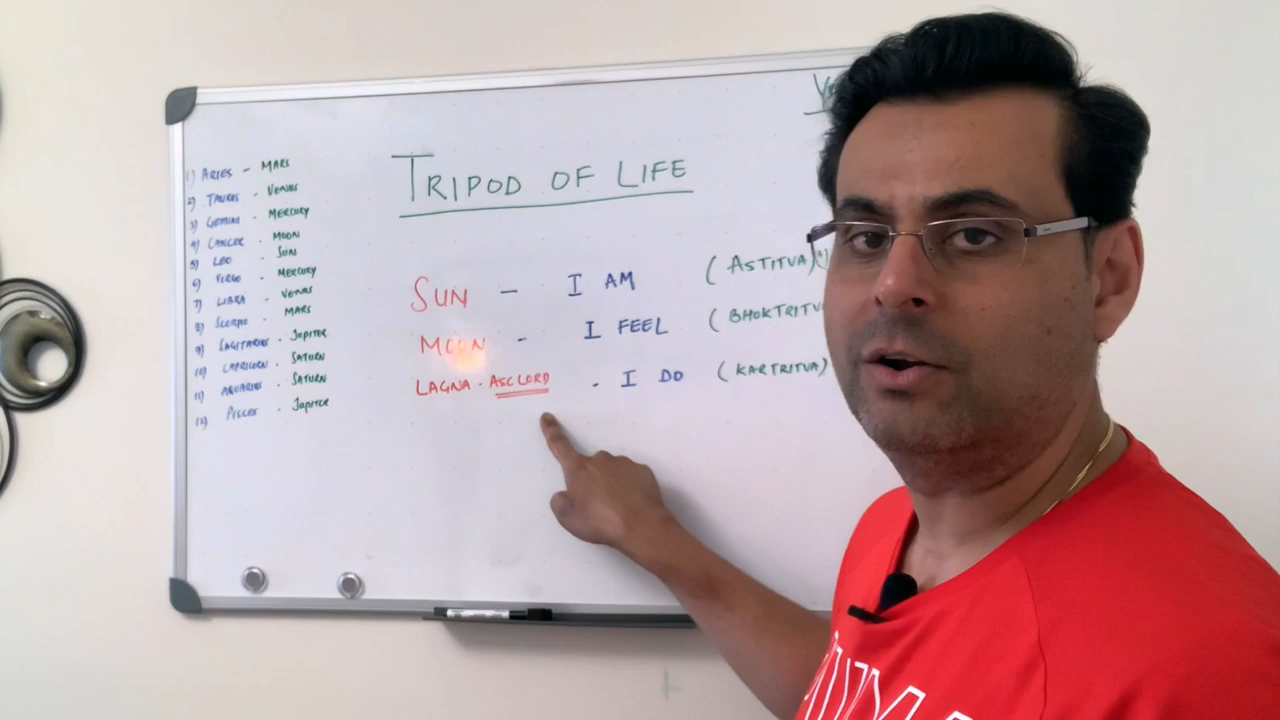 TRIPOD OF LIFE
1) ARIES - MARS
2) TAURUS - VENUS
3) GEMINI - MERCURY
4) CANCER - MOON
5) LEO - SUN
6) VIRGO - MERCURY
7) LIBRA - VENUS
8) SCORPIO - MARS
9) SAGITARIES - JUPITER
10) CAPRICORN - SATURN
11) AQUARIES - SATURN
12) PISCES - JUPITER
SUN - I AM (ASTITVA)
MOON - I FEEL (BHOKTRITVA
LAGNA - ASC LORD - I DO (KARTRITVA)